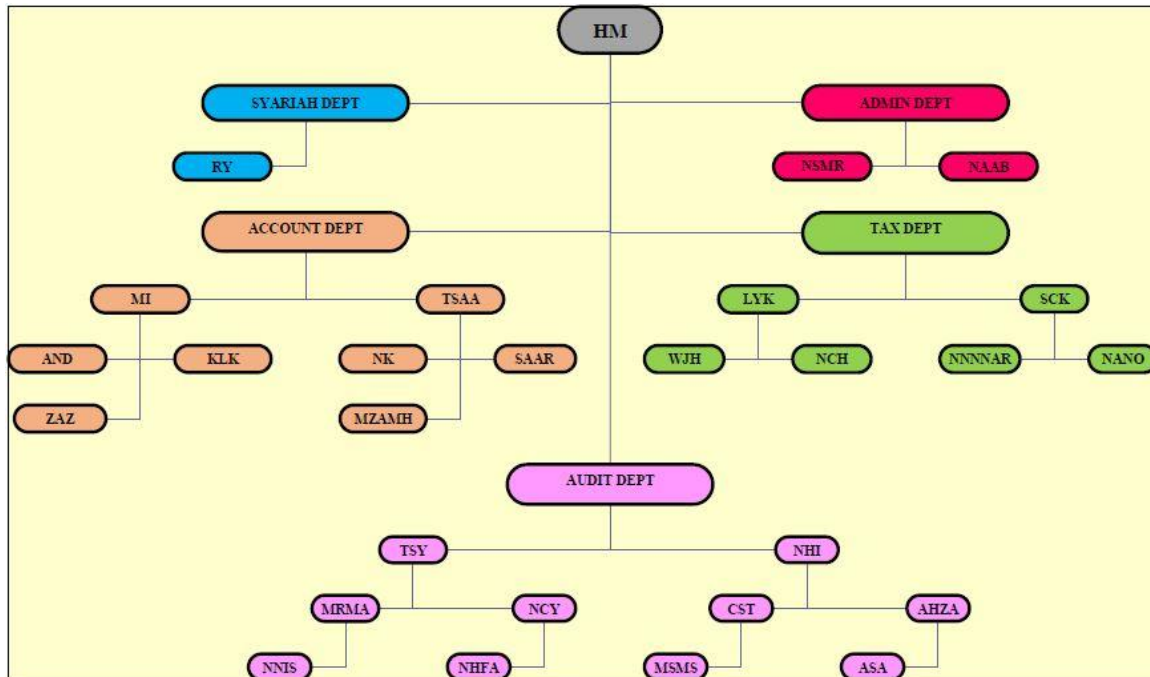 HM
SYARIAH DEPT
ADMIN DEPT
RY
NSMR
NAAB
ACCOUNT DEPT
TAX DEPT
MI
TSAA
LYK
SCK
AND
KLK
NK
SAAR
WJH
NCH
NNNNAR
NANO
ZAZ
MZAMH
AUDIT DEPT
TSY
NHI
MRMA
NCY
CST
AHZA
NNIS
NHFA
MSMS
ASA